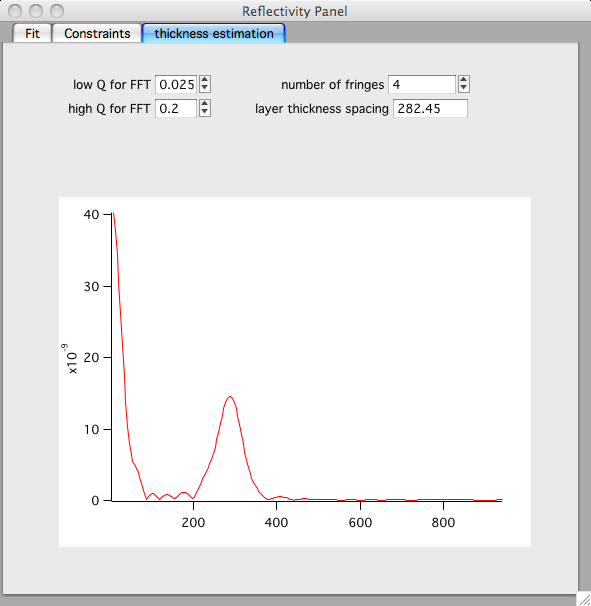 Reflectivity Panel
Fit Constraints thickness estimation
low Q for FFT 0.025 number of fringes 4
high Q for FFT 0.2 layer thickness spacing 282.45
40
30
20
10
0
x10^-9
200 400 600 800